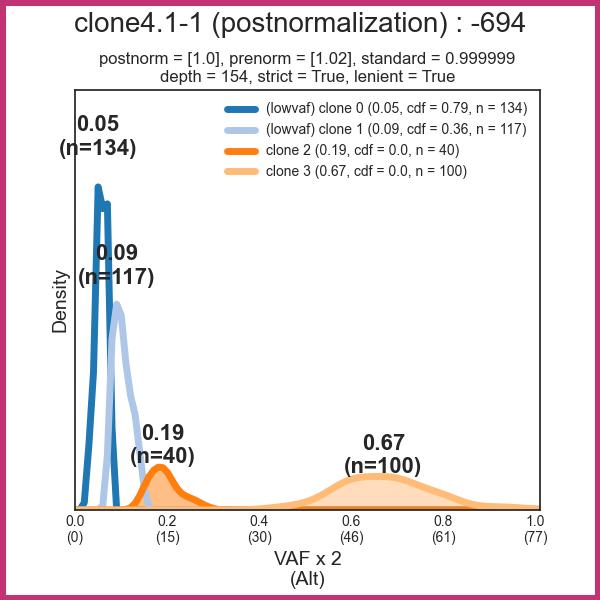 clone4.1-1 (postnormalization) : -694
postnorm = [1.0], prenorm = [1.02], standard = 0.999999
depth = 154, strict = True, lenient = True
(lowvaf) clone 0 (0.05, cdf = 0.79, n = 134)
(lowvaf) clone 1 (0.09, cdf = 0.36, n = 117)
clone 2 (0.19, cdf = 0.0, n = 40)
clone 3 (0.67, cdf = 0.0, n = 100)
0.05
(n=134)
0.09
(n=117)
0.19
(n=40)
0.67
(n=100)
Density
0.0 0.2 0.4 0.6 0.8 1.0
(0) (15) (30) (46) (61) (77)
VAF x 2
(Alt)